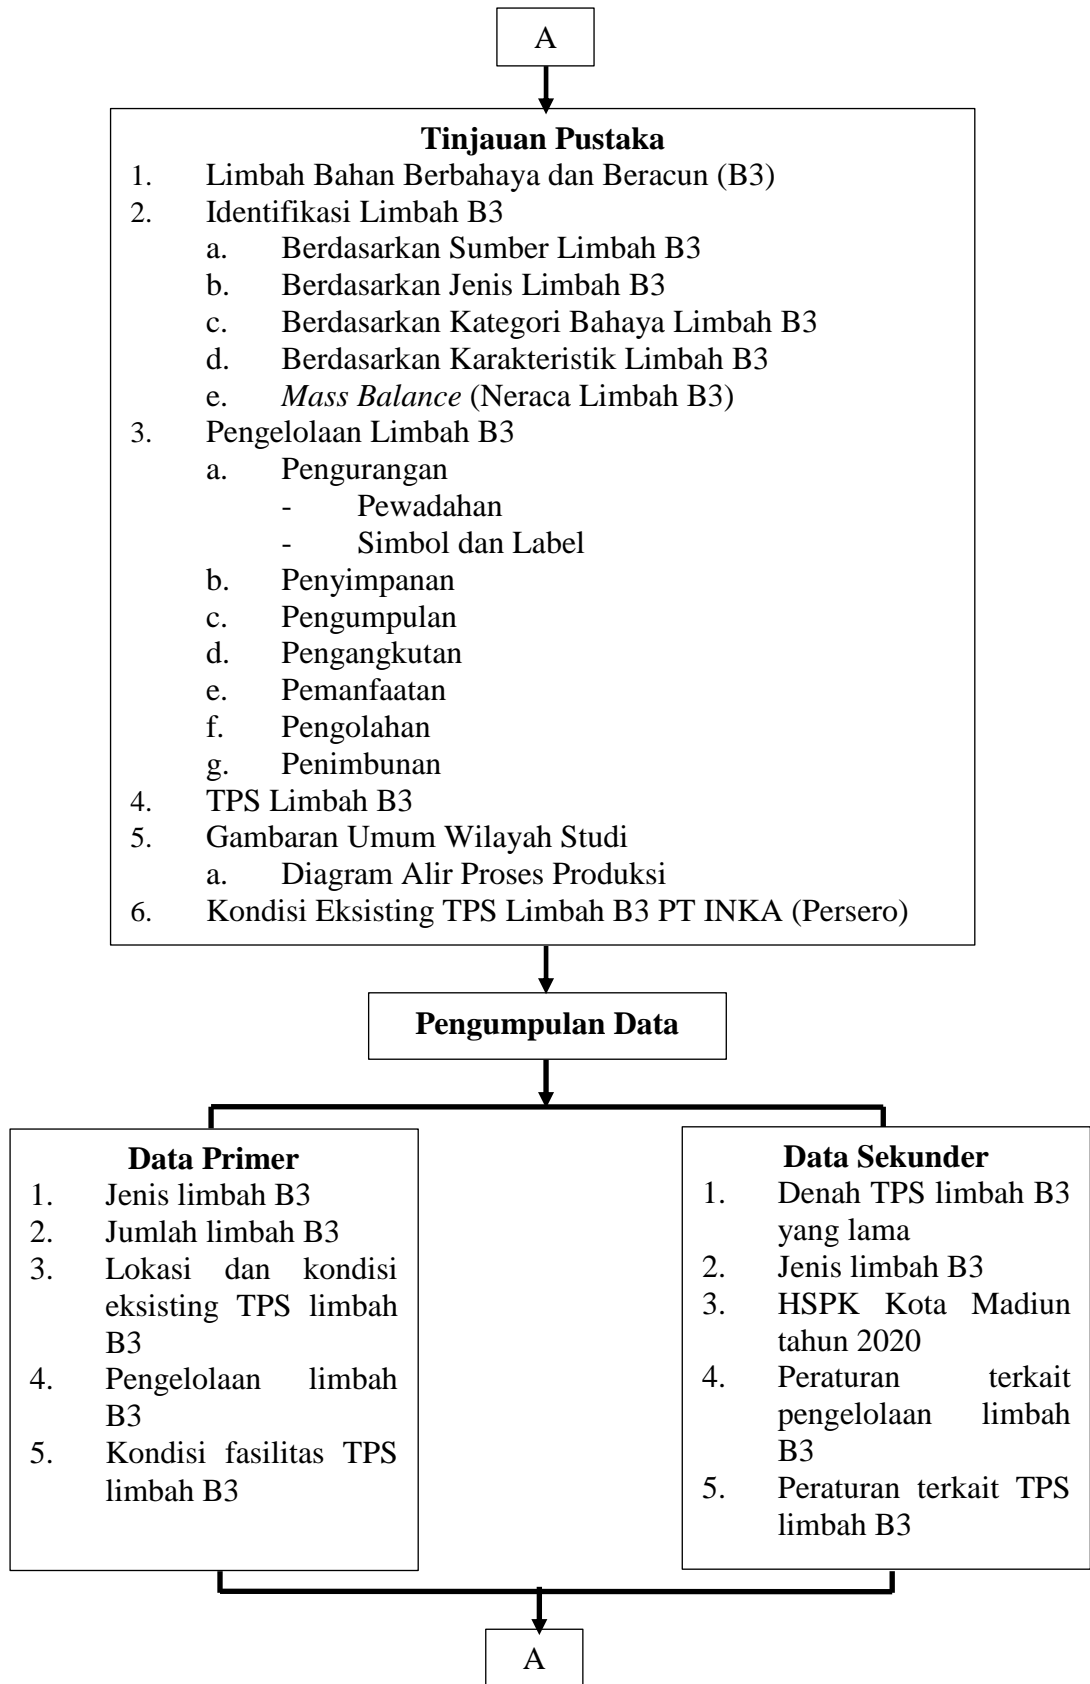 A
Tinjauan Pustaka
1. Limbah Bahan Berbahaya dan Beracun (B3)
2. Identifikasi Limbah B3
a. Berdasarkan Sumber Limbah B3
b. Berdasarkan Jenis Limbah B3
c. Berdasarkan Kategori Bahaya Limbah B3
d. Berdasarkan Karakteristik Limbah B3
e. Mass Balance (Neraca Limbah B3)
3. Pengelolaan Limbah B3
a. Pengurangan
- Pewadahan
- Simbol dan Label
b. Penyimpanan
c. Pengumpulan
d. Pengangkutan
e. Pemanfaatan
f. Pengolahan
g. Penimbunan
4. TPS Limbah B3
5. Gambaran Umum Wilayah Studi
a. Diagram Alir Proses Produksi
6. Kondisi Eksisting TPS Limbah B3 PT INKA (Persero)
Pengumpulan Data
Data Primer
1. Jenis limbah B3
2. Jumlah limbah B3
3. Lokasi dan kondisi
eksisting TPS limbah
B3
4. Pengelolaan limbah
B3
5. Kondisi fasilitas TPS
limbah B3
Data Sekunder
1. Denah TPS limbah B3
yang lama
2. Jenis limbah B3
3. HSPK Kota Madiun
tahun 2020
4. Peraturan terkait
pengelolaan limbah
B3
5. Peraturan terkait TPS
limbah B3
A